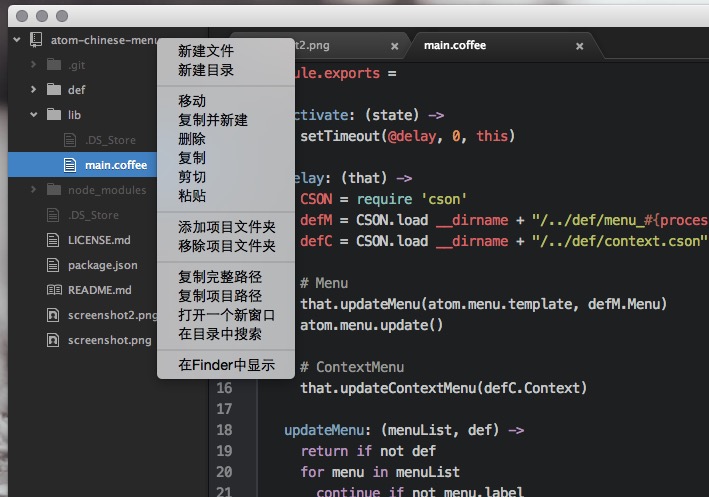 atom-chinese-menu
.git
def
lib
.DS_Store
main.coffee
node_modules
.DS_Store
LICENSE.md
package.json
README.md
screenshot2.png
screenshot.png
新建文件
新建目录
移动
复制并新建
删除
复制
剪切
粘贴
添加项目文件夹
移除项目文件夹
复制完整路径
复制项目路径
打开一个新窗口
在目录中搜索
在Finder中显示
t2.png
main.coffee
ule.exports =
ctivate: (state) ->
setTimeout(@delay, 0, this)
elay: (that) ->
CSON = require 'cson'
defM = CSON.load __dirname + "/../def/menu_#{proces
defC = CSON.load __dirname + "/../def/context.cson"
# Menu
that.updateMenu(atom.menu.template, defM.Menu)
atom.menu.update()
# ContextMenu
16 that.updateContextMenu(defC.Context)
17
18 updateMenu: (menuList, def) ->
19 return if not def
20 for menu in menuList
21 continue if not menu.label